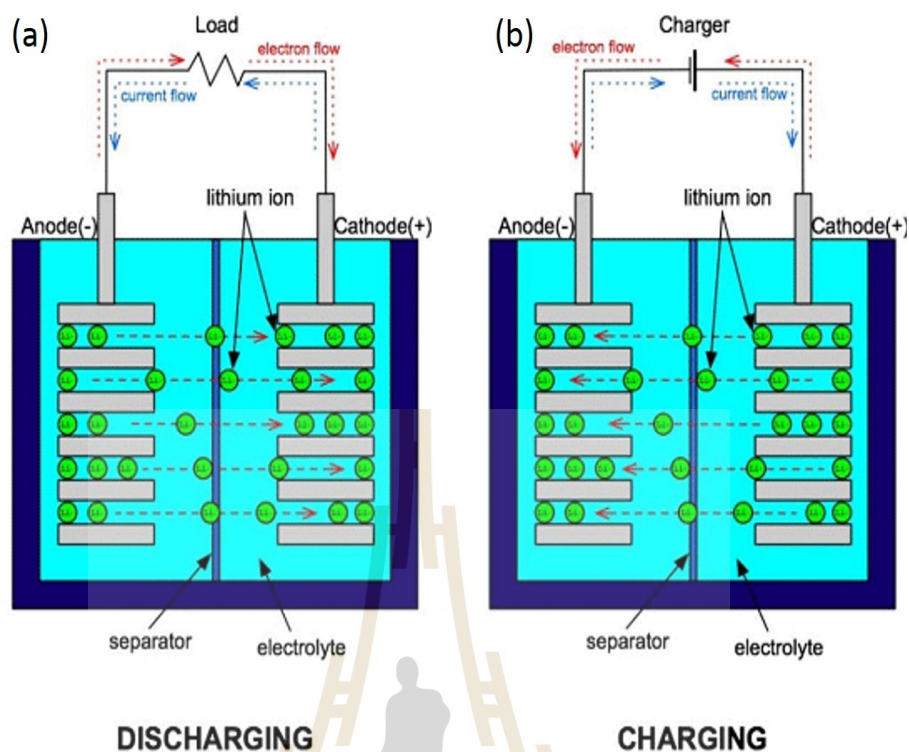 (a)
Load
electron flow
current flow
lithium ion
Anode(-)
Cathode(+)
separator
electrolyte
DISCHARGING
(b)
Charger
electron flow
current flow
lithium ion
Anode(-)
Cathode(+)
separator
electrolyte
CHARGING